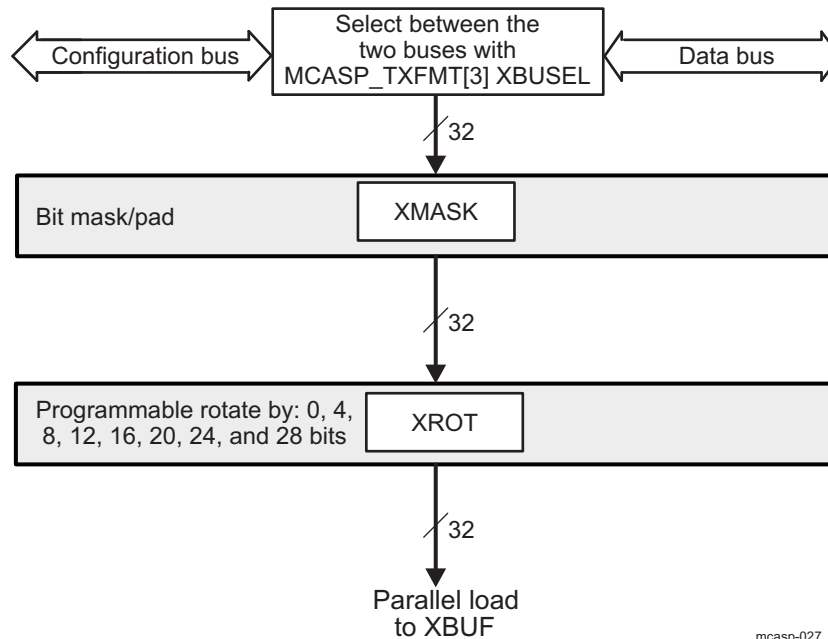 Configuration bus
Select between the
two buses with
MCASP_TXFMT[3] XBUSEL
Data bus
32
Bit mask/pad
XMASK
32
Programmable rotate by: 0, 4,
8, 12, 16, 20, 24, and 28 bits
XROT
32
Parallel load
to XBUF
mcasp-027